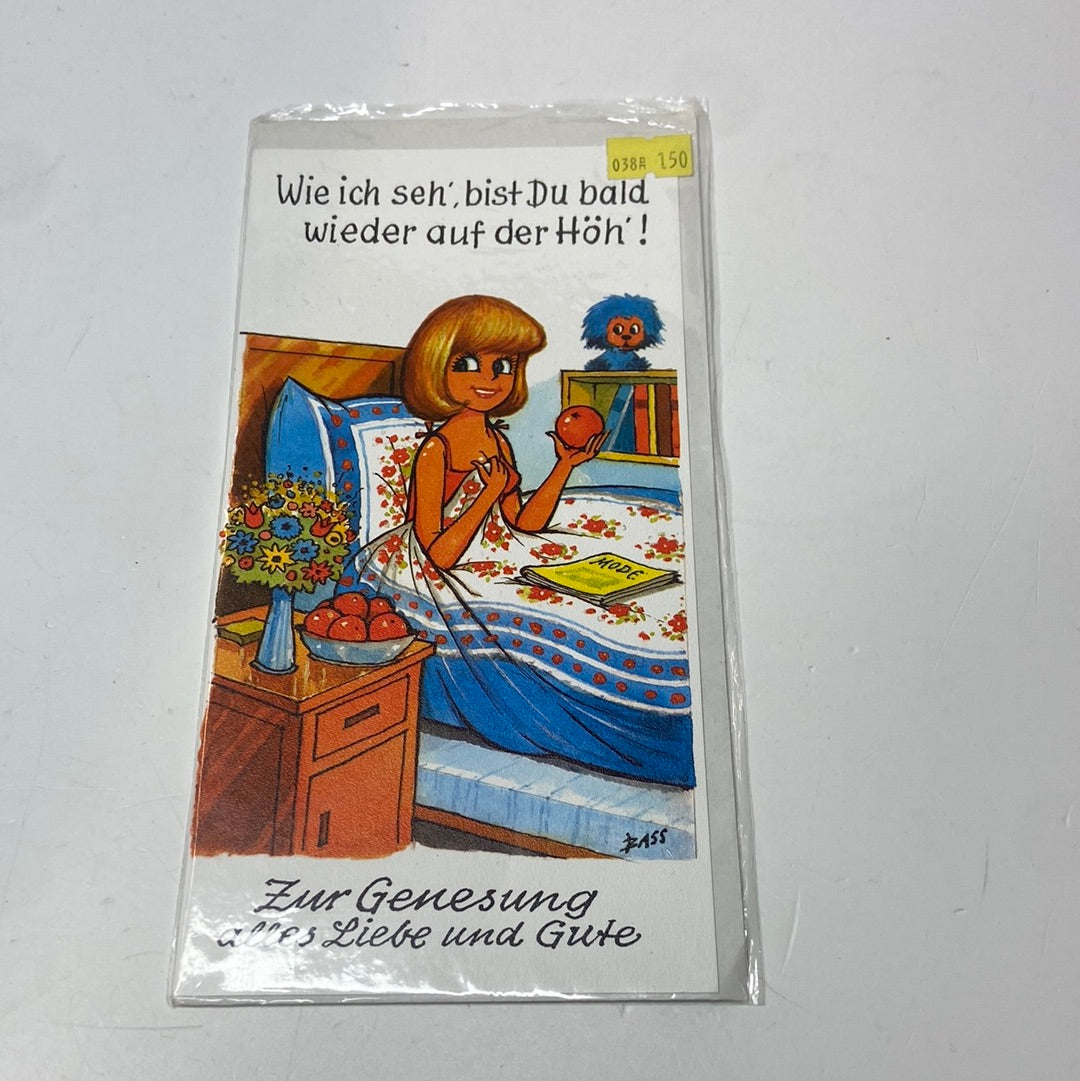 038A 150
Wie ich seh', bist Du bald
wieder auf der Höh'!
MODE
BASS
Zur Genesung
alles Liebe und Gute